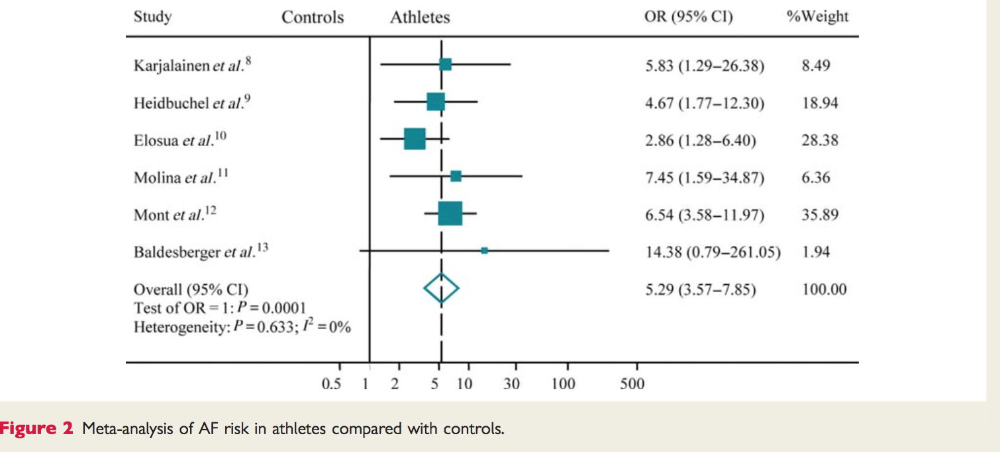 Study Controls Athletes OR (95% CI) %Weight
Karjalainen et al.⁸ 5.83 (1.29–26.38) 8.49
Heidbuchel et al.⁹ 4.67 (1.77–12.30) 18.94
Elosua et al.¹⁰ 2.86 (1.28–6.40) 28.38
Molina et al.¹¹ 7.45 (1.59–34.87) 6.36
Mont et al.¹² 6.54 (3.58–11.97) 35.89
Baldesberger et al.¹³ 14.38 (0.79–261.05) 1.94
Overall (95% CI) 5.29 (3.57–7.85) 100.00
Test of OR = 1: P = 0.0001
Heterogeneity: P = 0.633; I² = 0%
0.5 1 2 5 10 30 100 500
Figure 2 Meta-analysis of AF risk in athletes compared with controls.